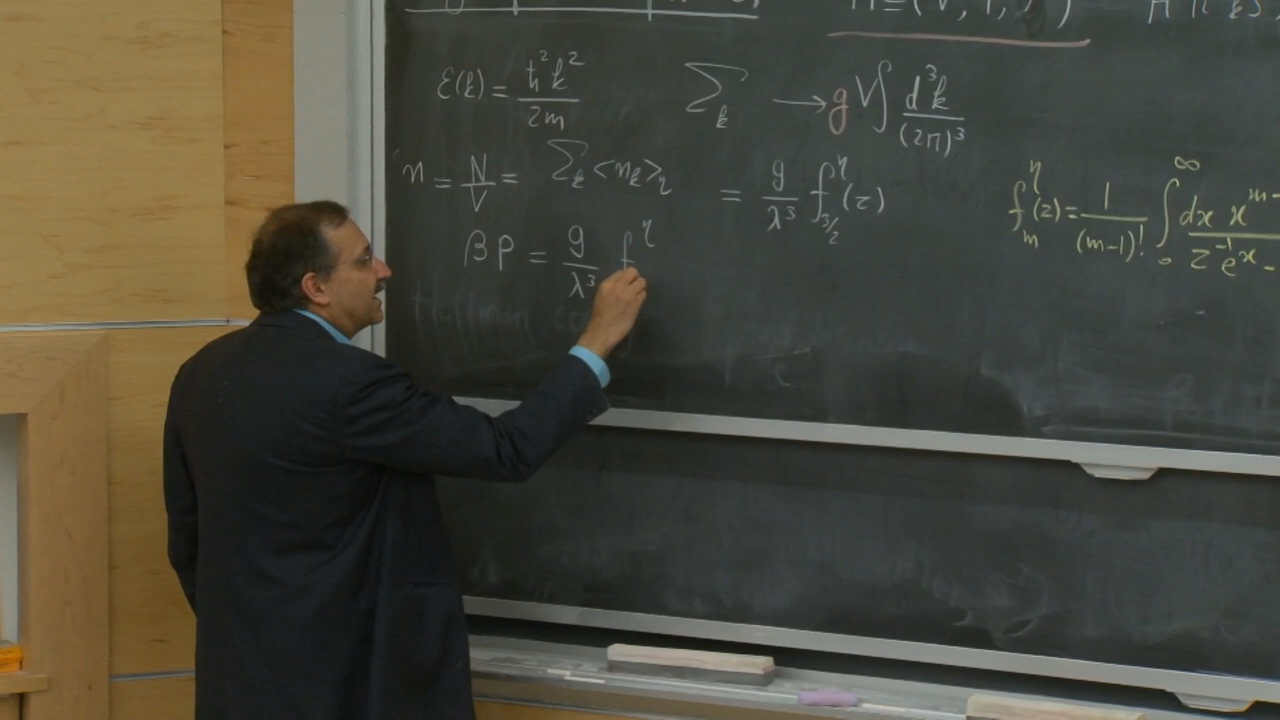 ε(k) = ħ²k² / 2m   Σ_k → g V ∫ d³k / (2π)³
n = N/V = Σ_k <n_k>_η / V = g/λ³ f^η_{3/2}(z)   f^η_m(z) = 1/(m-1)! ∫_0^∞ dx x^{m-
z⁻¹eˣ -
βP = g/λ³ f^η